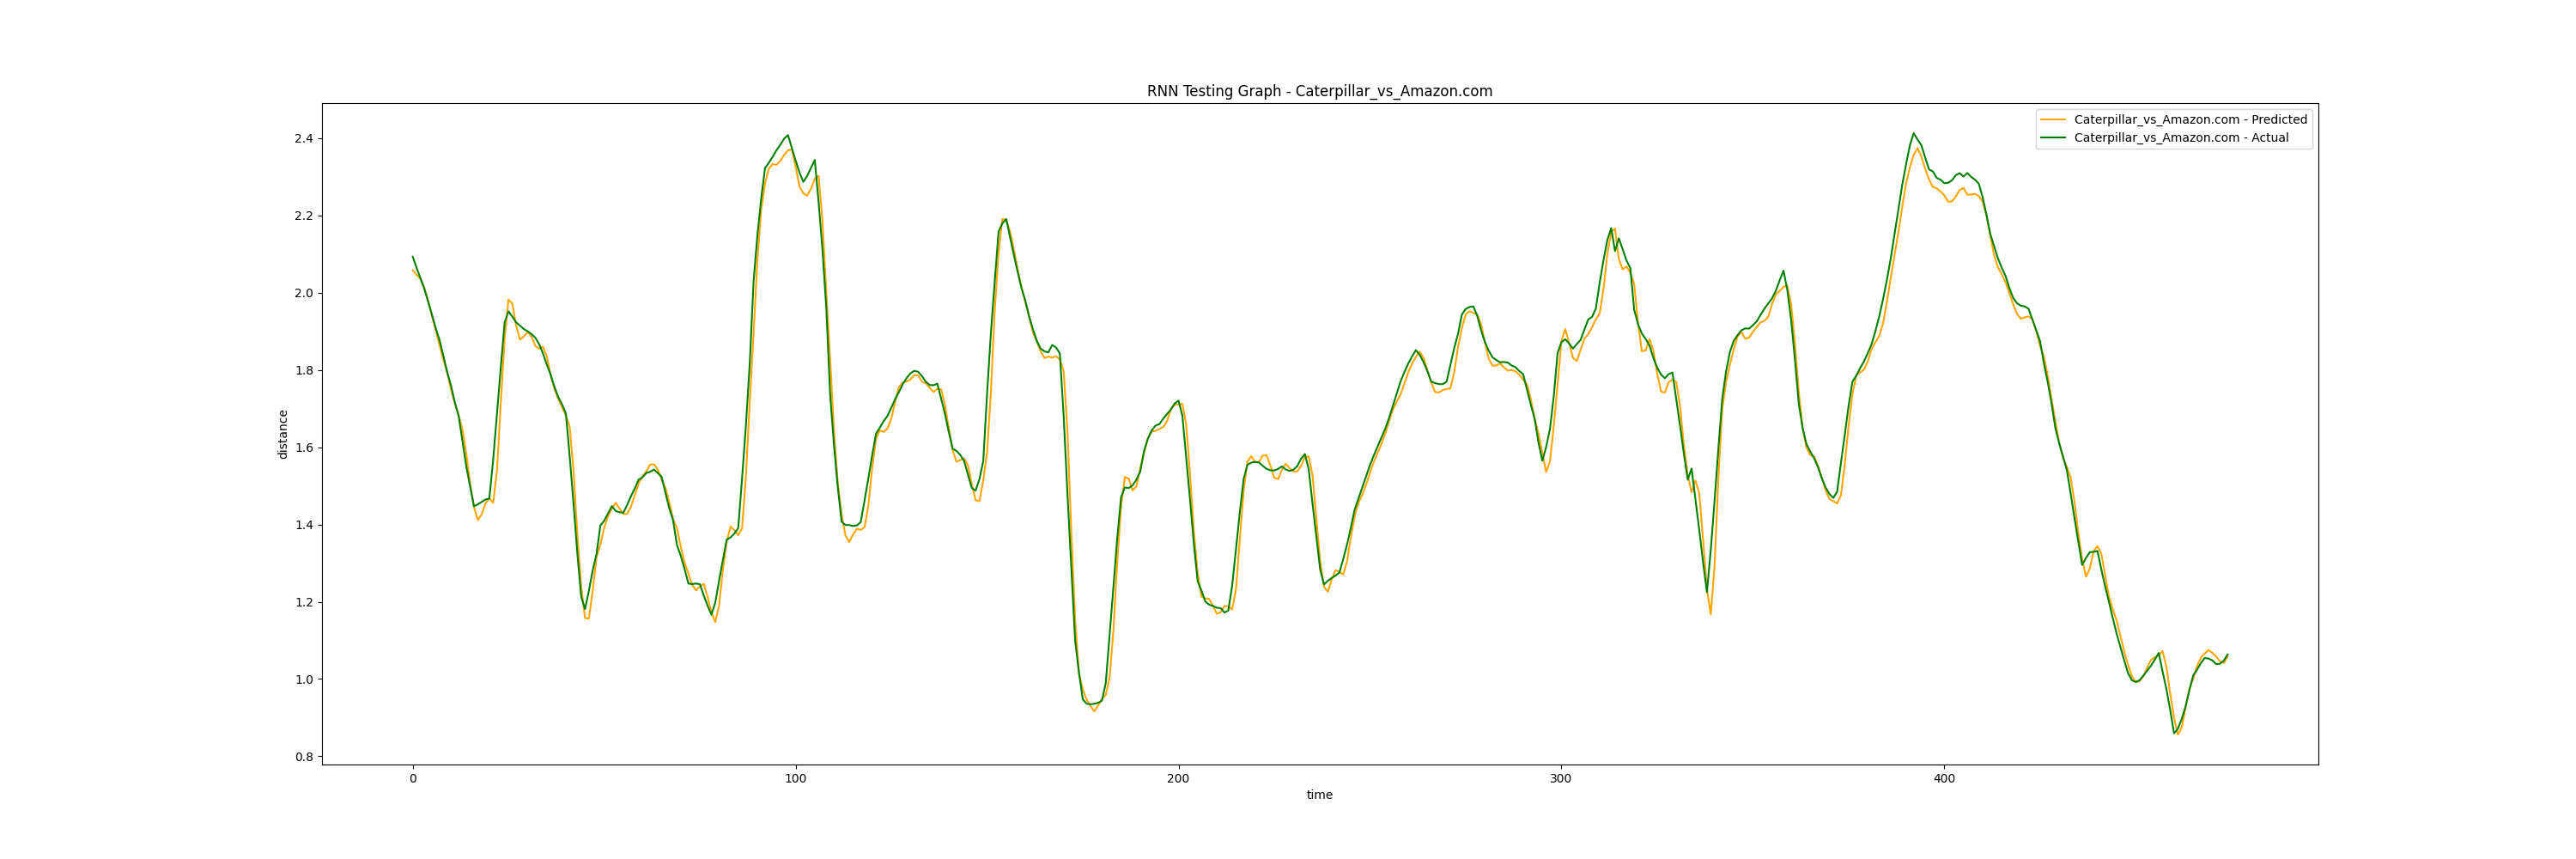 RNN Testing Graph - Caterpillar_vs_Amazon.com
Caterpillar_vs_Amazon.com - Predicted
Caterpillar_vs_Amazon.com - Actual
2.4
2.2
2.0
1.8
1.6
1.4
1.2
1.0
0.8
distance
0 100 200 300 400
time